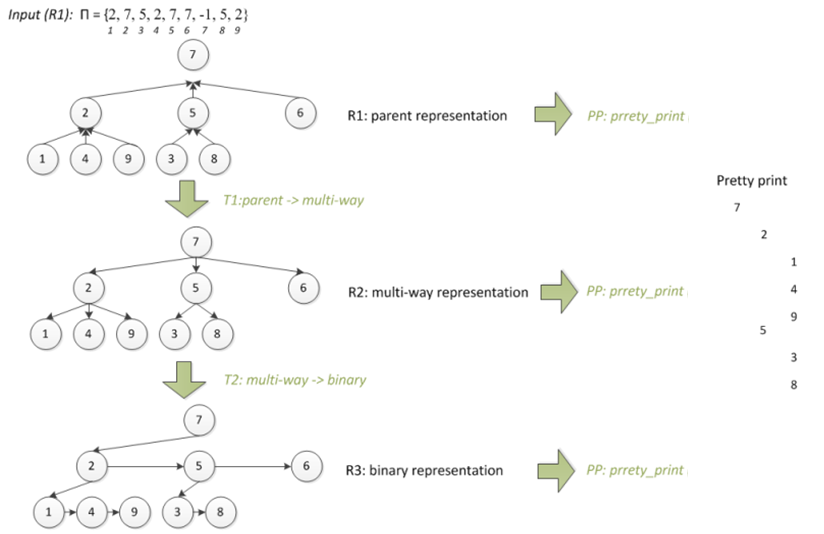 Input (R1): Π = {2, 7, 5, 2, 7, 7, -1, 5, 2}
1 2 3 4 5 6 7 8 9
7
2 5 6
R1: parent representation
PP: prrety_print
1 4 9 3 8
T1:parent -> multi-way
7
2 5 6
R2: multi-way representation
PP: prrety_print
1 4 9 3 8
T2: multi-way -> binary
7
2 5 6
R3: binary representation
PP: prrety_print
1 4 9 3 8
Pretty print
7
2
1
4
9
5
3
8